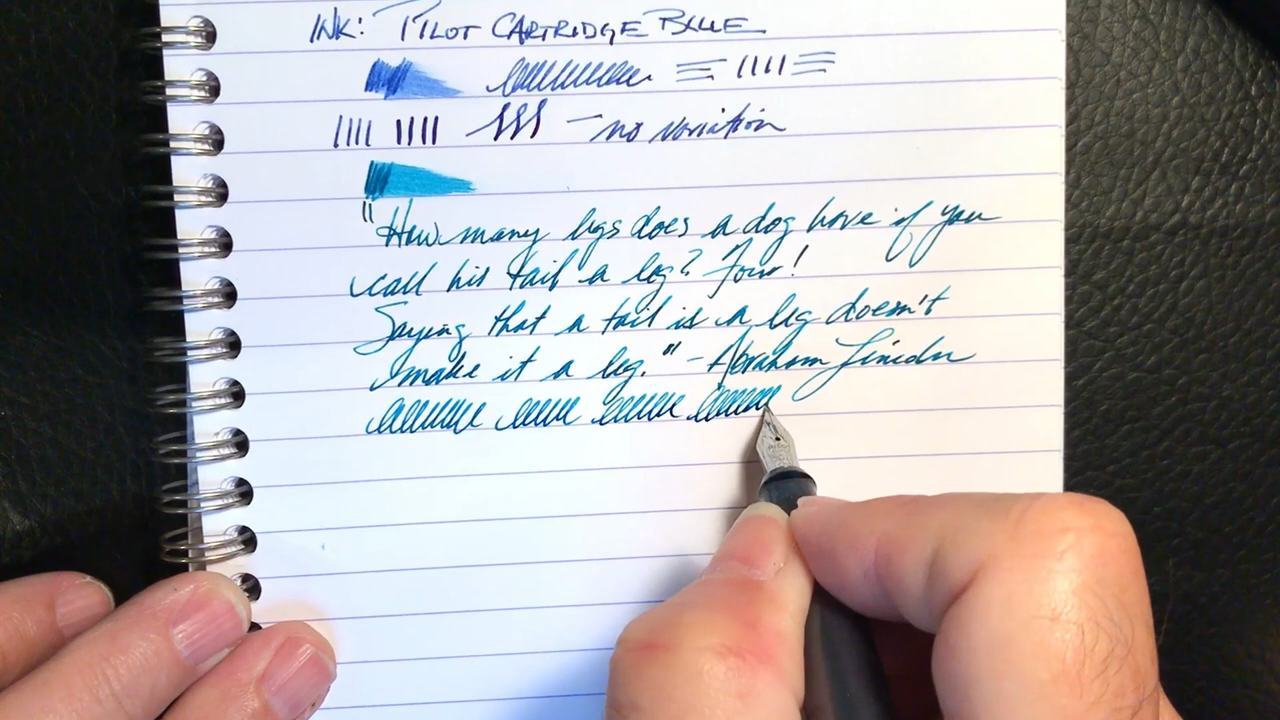 INK: PILOT CARTRIDGE BLUE
— no variation
"How many legs does a dog have if you
call his tail a leg? Four!
Saying that a tail is a leg doesn't
make it a leg." - Abraham Lincoln